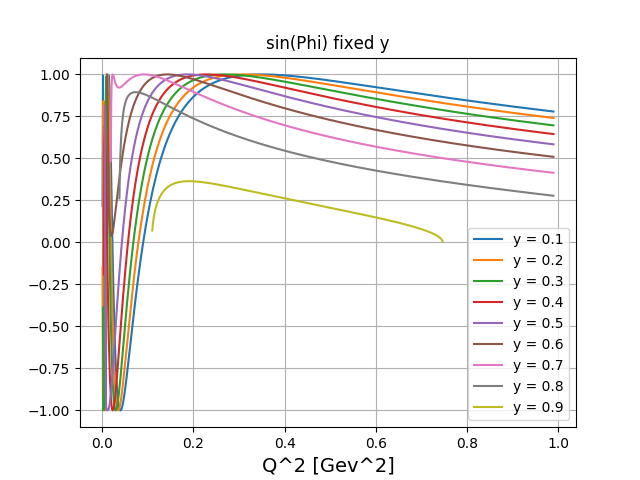 sin(Phi) fixed y
1.00
0.75
0.50
0.25
0.00
−0.25
−0.50
−0.75
−1.00
0.0 0.2 0.4 0.6 0.8 1.0
Q^2 [Gev^2]
y = 0.1
y = 0.2
y = 0.3
y = 0.4
y = 0.5
y = 0.6
y = 0.7
y = 0.8
y = 0.9